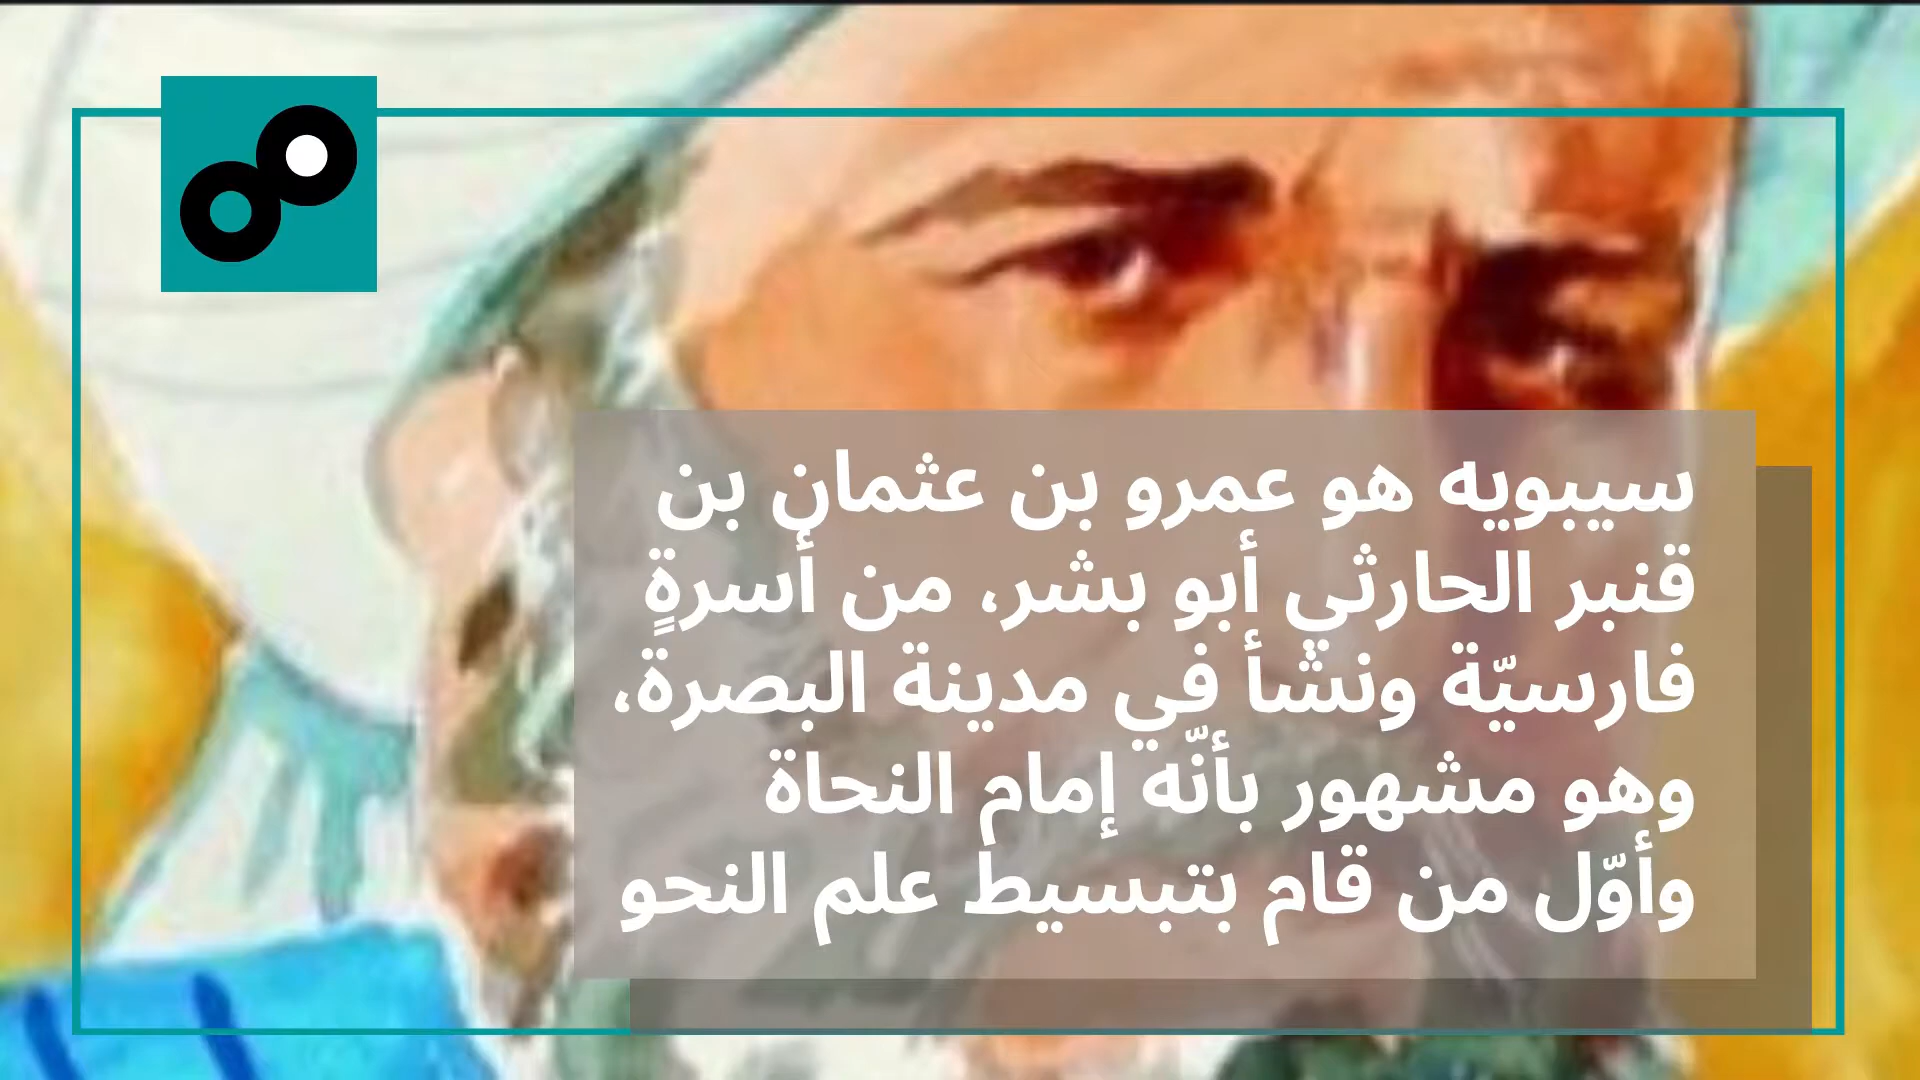 سيبويه هو عمرو بن عثمان بن
قنبر الحارثي أبو بشر، من أسرةٍ
فارسيّة ونشأ في مدينة البصرة،
وهو مشهور بأنّه إمام النحاة
وأوّل من قام بتبسيط علم النحو